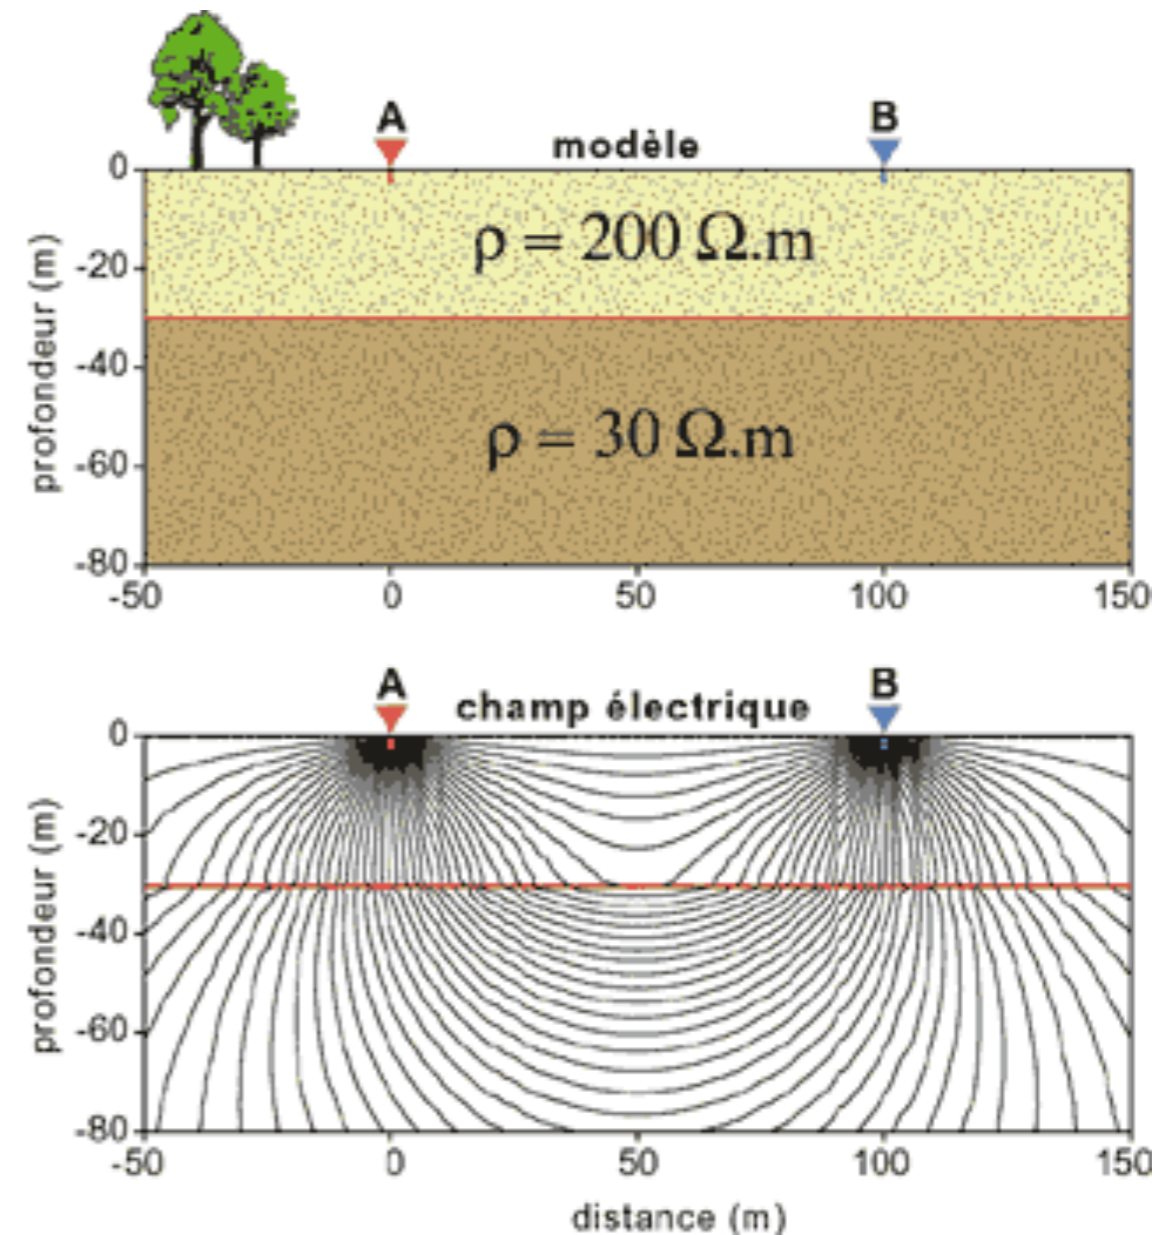 A B
modèle
0
ρ = 200 Ω.m
-20
-40
ρ = 30 Ω.m
-60
-80
profondeur (m)
-50 0 50 100 150
A B
champ électrique
0
-20
-40
-60
-80
profondeur (m)
-50 0 50 100 150
distance (m)